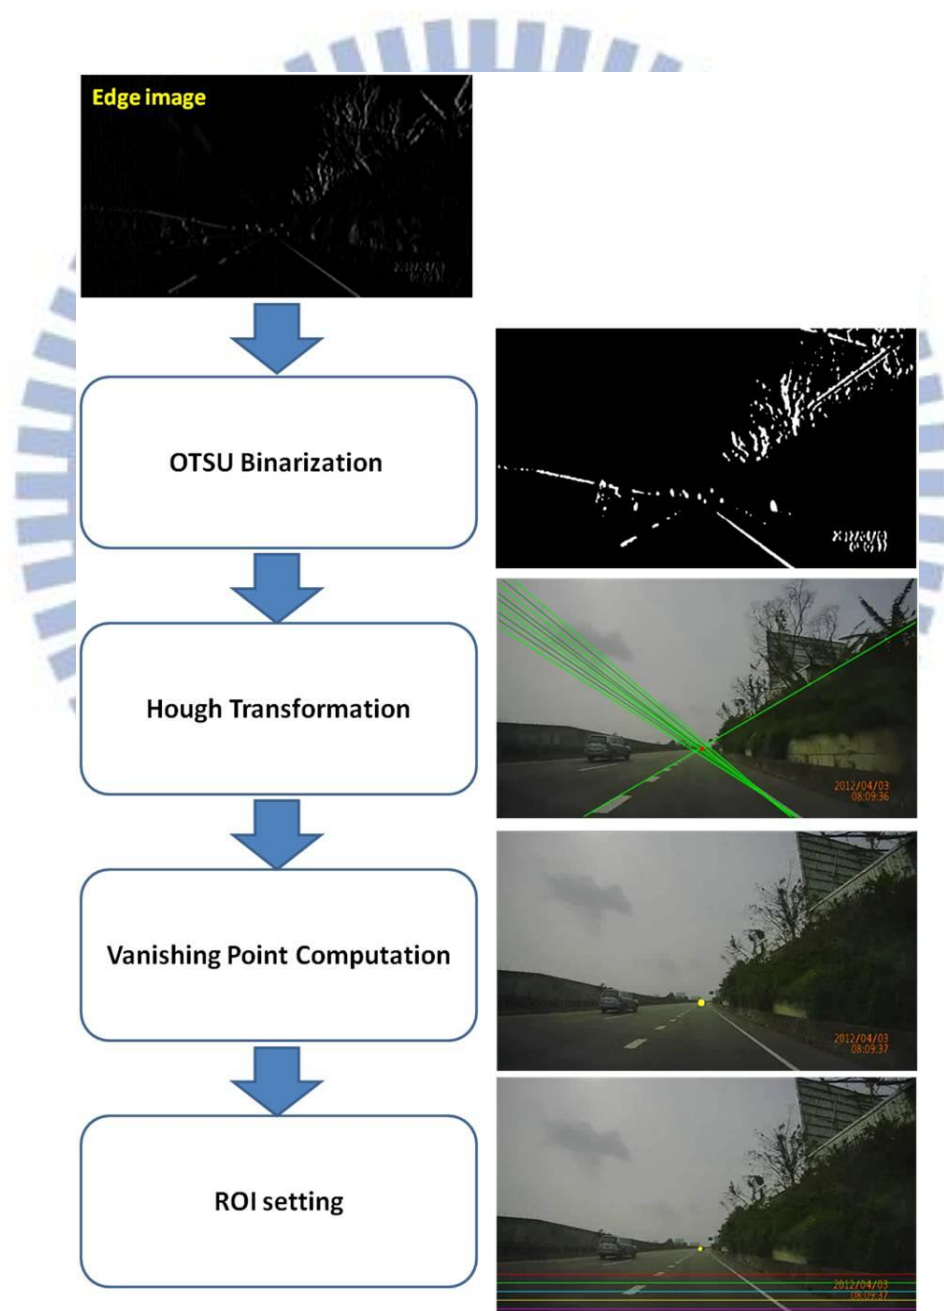 Edge image
OTSU Binarization
Hough Transformation
2012/04/03
08:09:36
Vanishing Point Computation
2012/04/03
08:09:37
ROI setting
2012/04/03
08:09:37